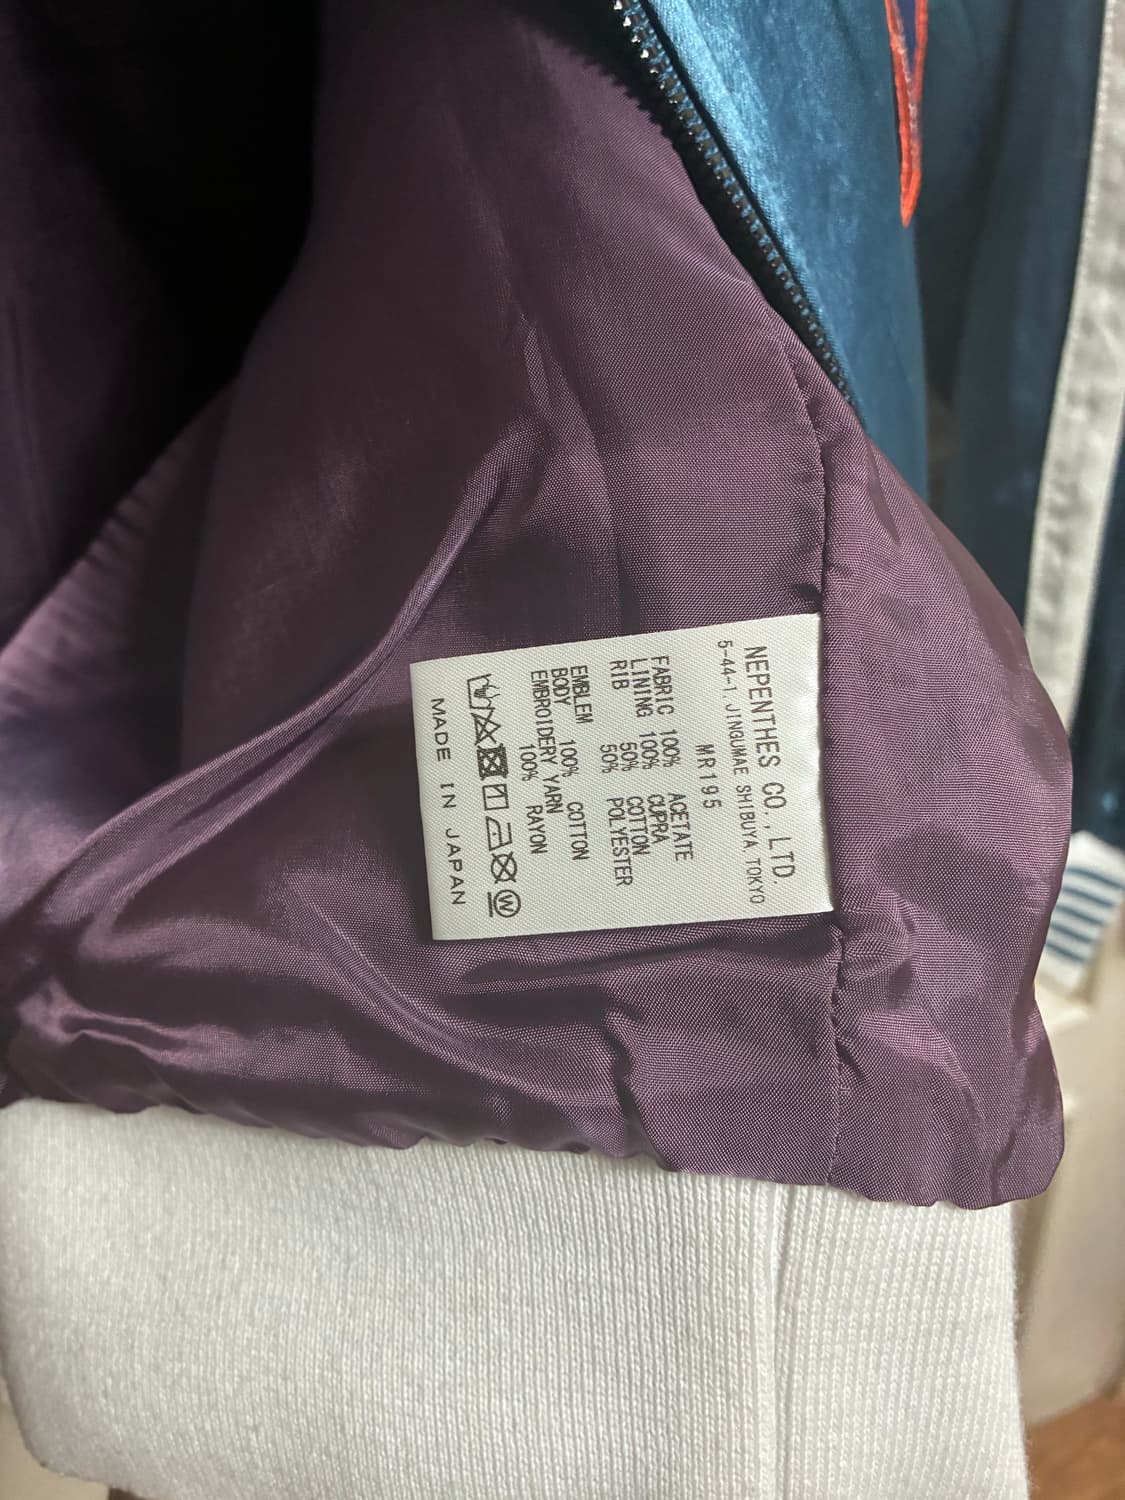 NEPENTHES CO.,LTD.
5-44-1. JINGUMAE SHIBUYA TOKYO
MR195
FABRIC 100% ACETATE
LINING 100% CUPRA
RIB 50% COTTON
50% POLYESTER
EMBLEM
BODY 100% COTTON
EMBROIDERY YARN
100% RAYON
W
MADE IN JAPAN